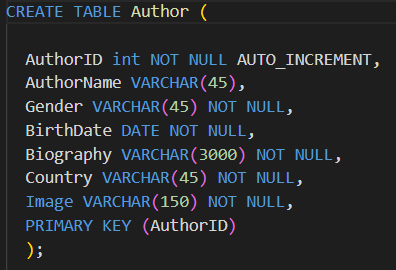 CREATE TABLE Author (
AuthorID int NOT NULL AUTO_INCREMENT,
AuthorName VARCHAR(45),
Gender VARCHAR(45) NOT NULL,
BirthDate DATE NOT NULL,
Biography VARCHAR(3000) NOT NULL,
Country VARCHAR(45) NOT NULL,
Image VARCHAR(150) NOT NULL,
PRIMARY KEY (AuthorID)
);